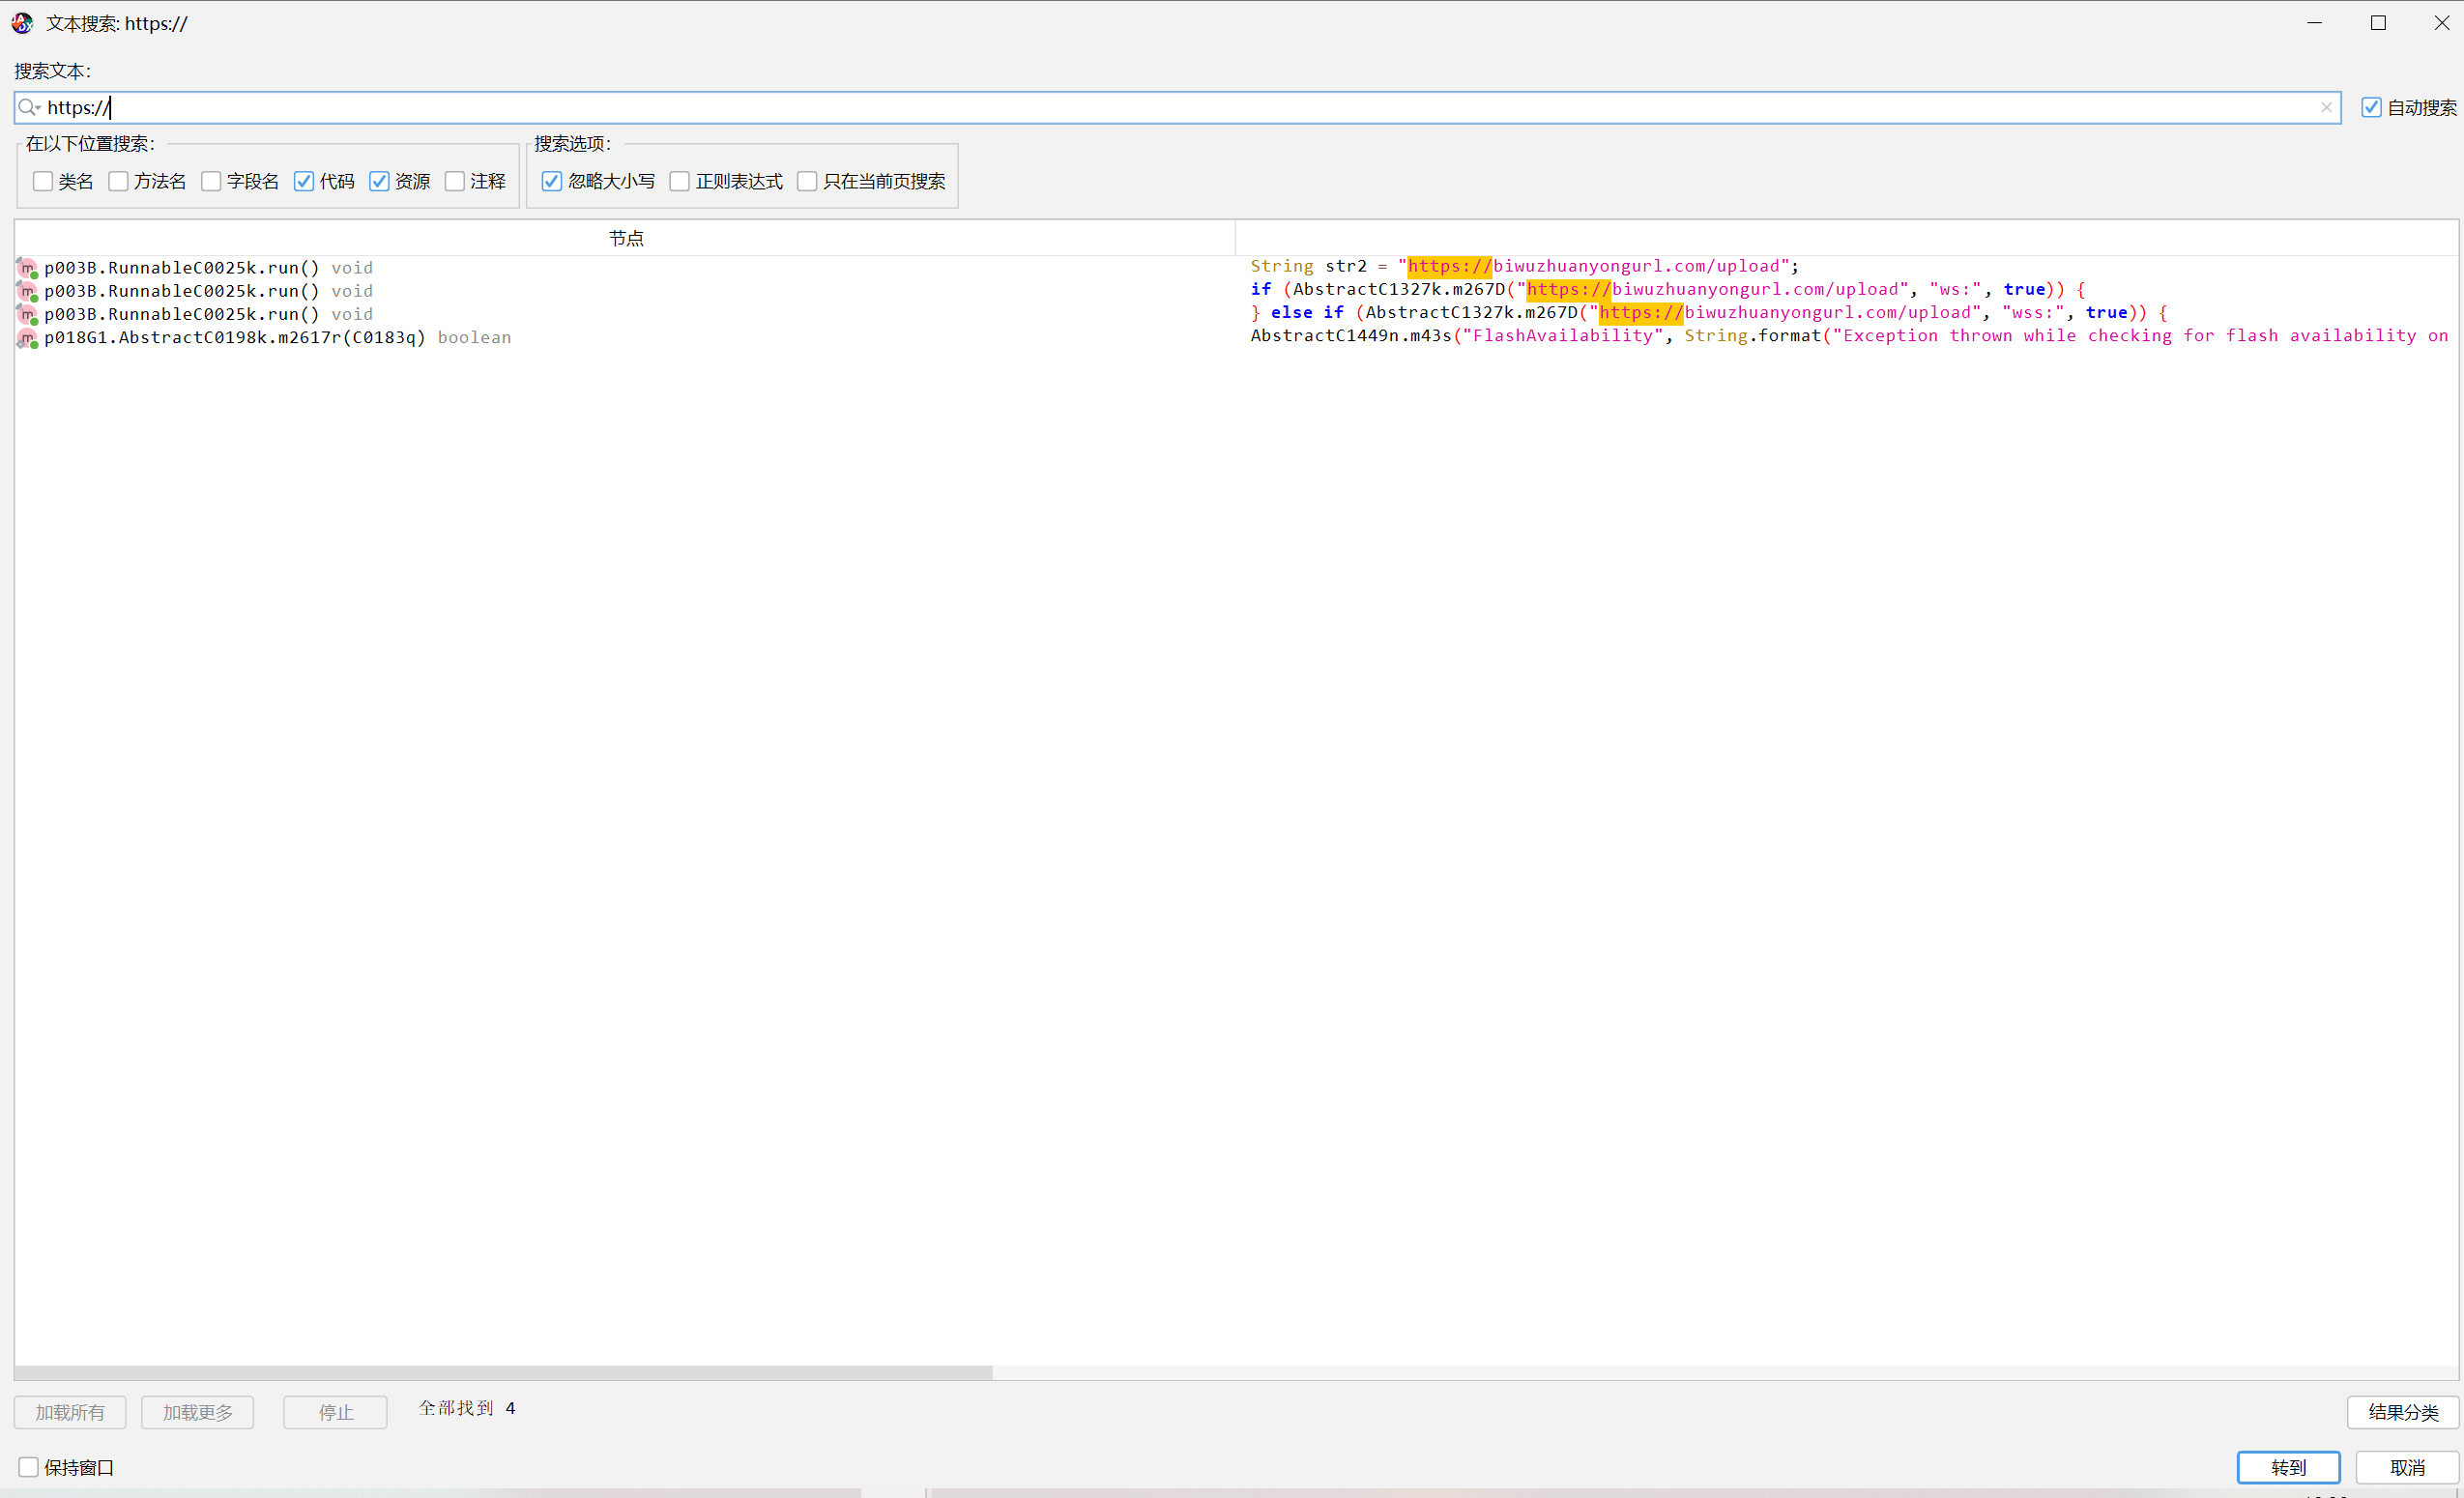 文本搜索: https://
搜索文本:
https://
自动搜索
在以下位置搜索:
搜索选项:
类名 方法名 字段名 代码 资源 注释
忽略大小写 正则表达式 只在当前页搜索
节点
p003B.RunnableC0025k.run() void
String str2 = "https://biwuzhuanyongurl.com/upload";
p003B.RunnableC0025k.run() void
if (AbstractC1327k.m267D("https://biwuzhuanyongurl.com/upload", "ws:", true)) {
p003B.RunnableC0025k.run() void
} else if (AbstractC1327k.m267D("https://biwuzhuanyongurl.com/upload", "wss:", true)) {
p018G1.AbstractC0198k.m2617r(C0183q) boolean
AbstractC1449n.m43s("FlashAvailability", String.format("Exception thrown while checking for flash availability on
加载所有 加载更多 停止 全部找到 4
结果分类
保持窗口
转到 取消